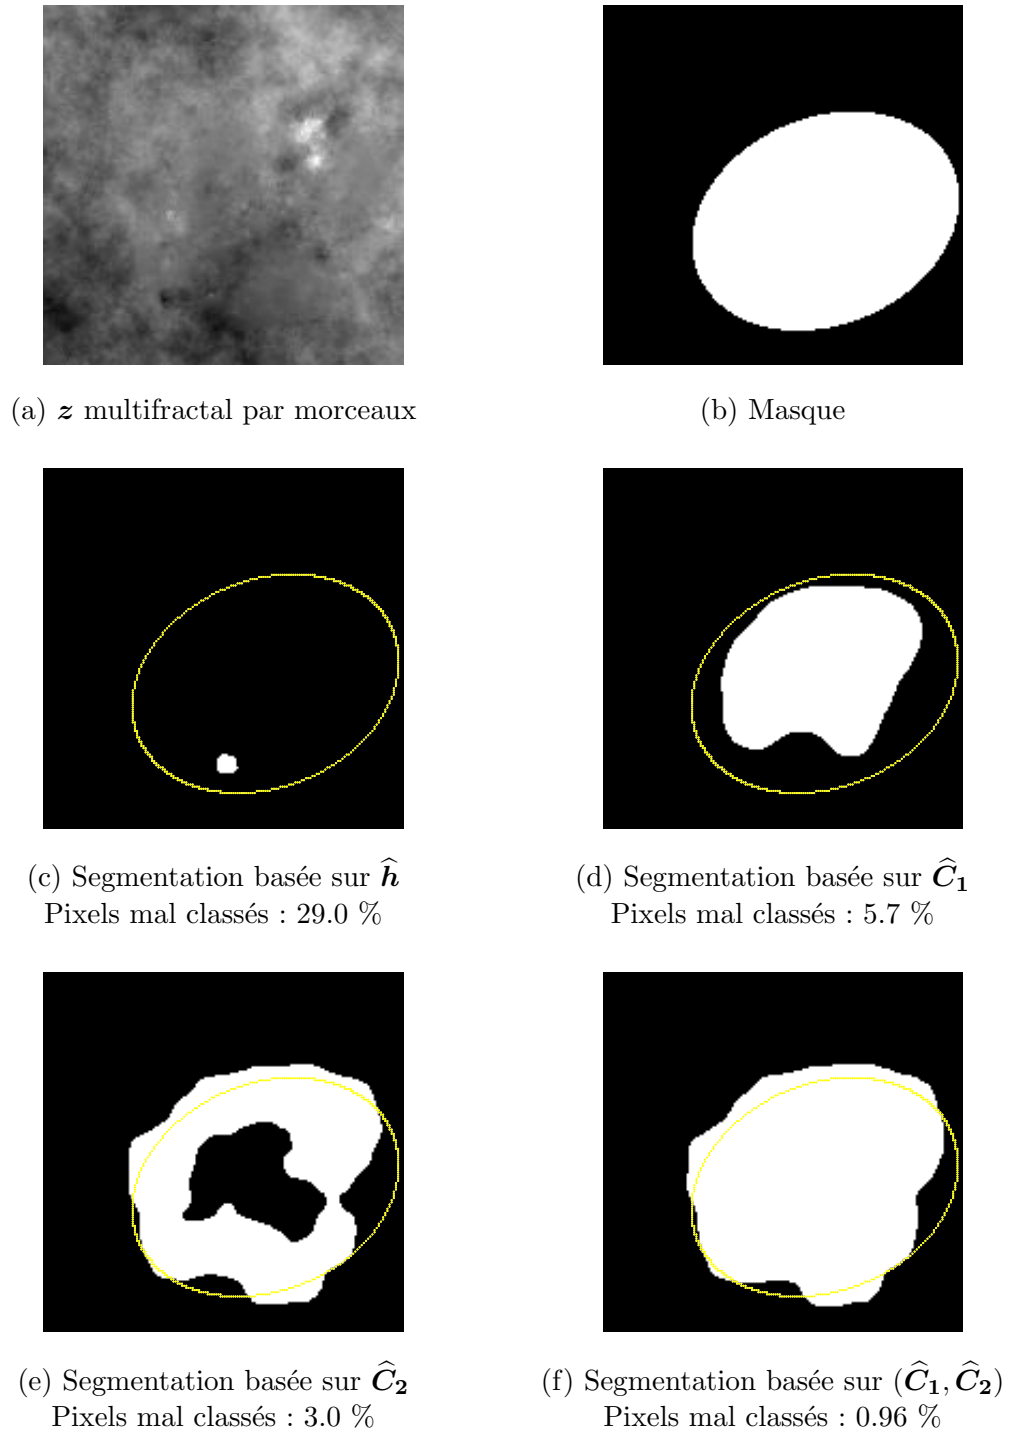 (a) z multifractal par morceaux
(b) Masque
(c) Segmentation basée sur ĥ
Pixels mal classés : 29.0 %
(d) Segmentation basée sur Ĉ₁
Pixels mal classés : 5.7 %
(e) Segmentation basée sur Ĉ₂
Pixels mal classés : 3.0 %
(f) Segmentation basée sur (Ĉ₁, Ĉ₂)
Pixels mal classés : 0.96 %